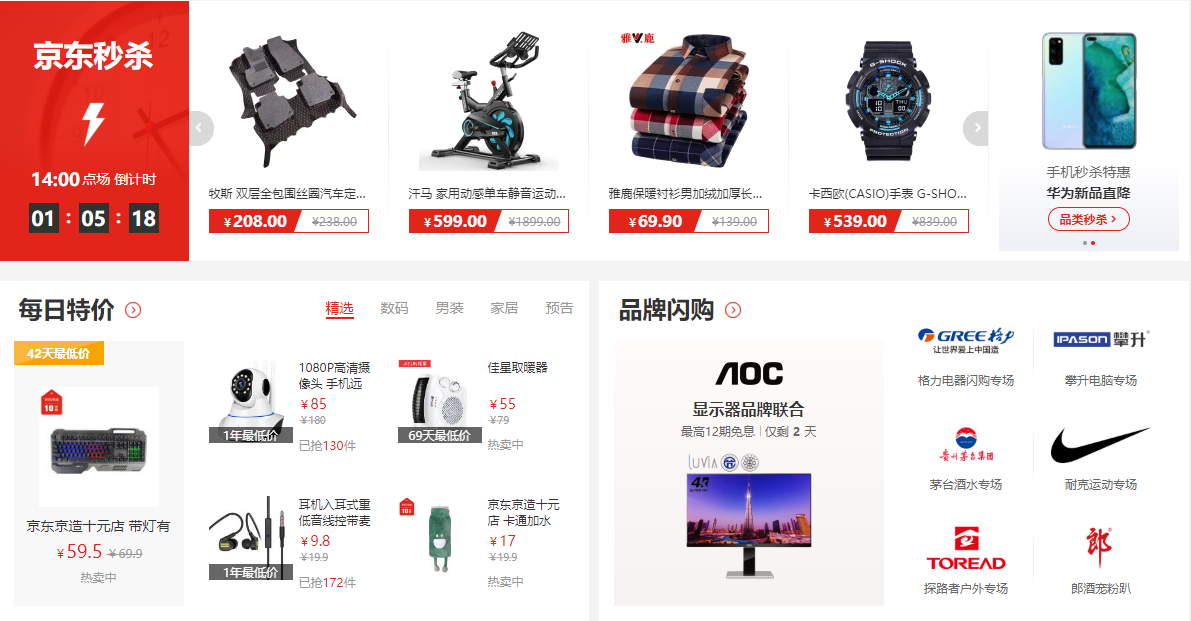 京东秒杀
14:00点场 倒计时
01 : 05 : 18
雅鹿
G-SHOCK
PROTECTION
牧斯 双层全包围丝圈汽车定...
¥208.00 ¥238.00
汗马 家用动感单车静音运动...
¥599.00 ¥1899.00
雅鹿保暖衬衫男加绒加厚长...
¥69.90 ¥139.00
卡西欧(CASIO)手表 G-SHO...
¥539.00 ¥839.00
手机秒杀特惠
华为新品直降
品类秒杀 >
每日特价
精选 数码 男装 家居 预告
42天最低价
京东京造十元店 带灯有
¥59.5 ¥69.9
热卖中
1080P高清摄
像头 手机远
¥85
¥180
已抢130件
1年最低价
佳星取暖器
¥55
¥79
热卖中
69天最低价
耳机入耳式重
低音线控带麦
¥9.8
¥19.9
已抢172件
1年最低价
京东京造十元
店 卡通加水
¥17
¥19.9
热卖中
品牌闪购
AOC
显示器品牌联合
最高12期免息 | 仅剩 2 天
LUVIA
4K
GREE格力
让世界爱上中国造
格力电器闪购专场
IPASON 攀升
攀升电脑专场
贵州茅台集团
茅台酒水专场
耐克运动专场
TOREAD
探路者户外专场
郎
郎酒宠粉趴